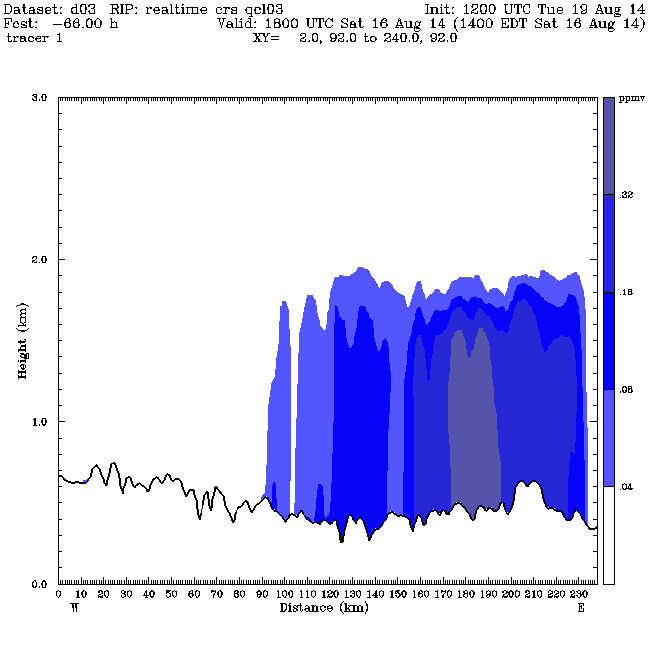 Dataset: d03 RIP: realtime crs qcl03 Init: 1200 UTC Tue 19 Aug 14
Fcst: -66.00 h Valid: 1800 UTC Sat 16 Aug 14 (1400 EDT Sat 16 Aug 14)
tracer 1 XY= 2.0, 92.0 to 240.0, 92.0
3.0
ppmv
.32
2.0
.16
Height (km)
.08
1.0
.04
0.0
0 10 20 30 40 50 60 70 80 90 100 110 120 130 140 150 160 170 180 190 200 210 220 230
W Distance (km) E